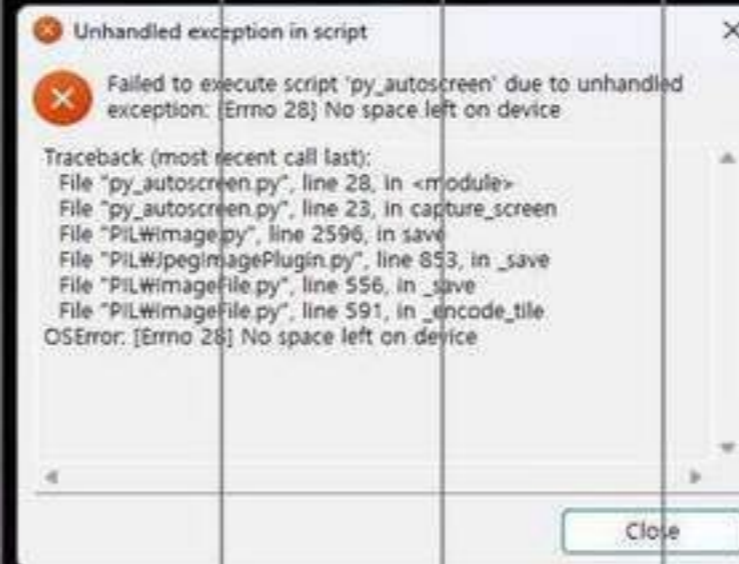 Unhandled exception in script
Failed to execute script 'py_autoscreen' due to unhandled
exception: [Errno 28] No space left on device
Traceback (most recent call last):
File "py_autoscreen.py", line 28, in <module>
File "py_autoscreen.py", line 23, in capture_screen
File "PIL₩Image.py", line 2596, in save
File "PIL₩JpegImagePlugin.py", line 853, in _save
File "PIL₩ImageFile.py", line 556, in _save
File "PIL₩ImageFile.py", line 591, in _encode_tile
OSError: [Errno 28] No space left on device
Close